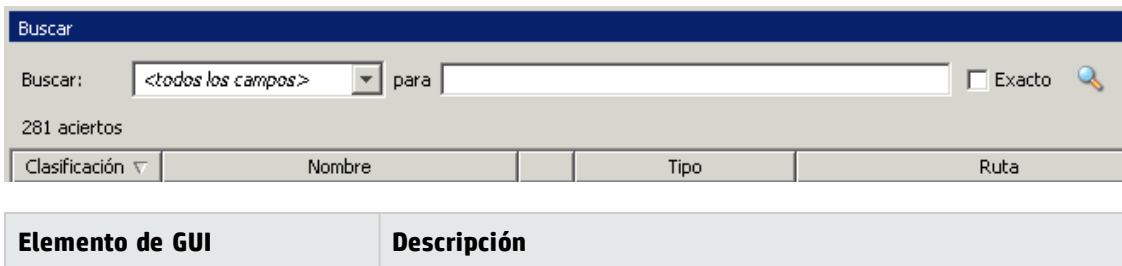 Buscar
Buscar: <todos los campos> para Exacto
281 aciertos
Clasificación Nombre Tipo Ruta
Elemento de GUI Descripción